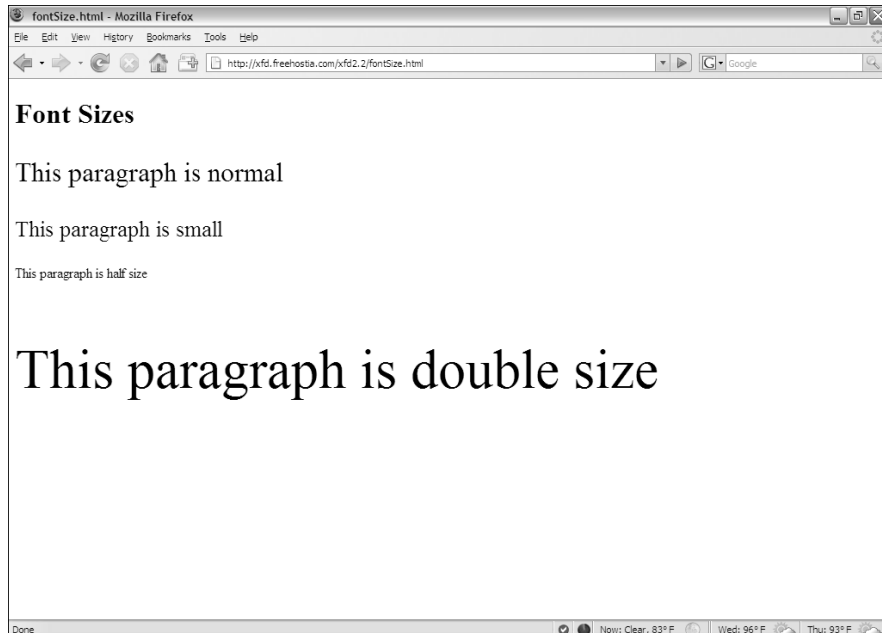 fontSize.html - Mozilla Firefox
File Edit View History Bookmarks Tools Help
http://xfd.freehostia.com/xfd2.2/fontSize.html G Google
Font Sizes
This paragraph is normal
This paragraph is small
This paragraph is half size
This paragraph is double size
Done Now: Clear, 83° F Wed: 96° F Thu: 93° F